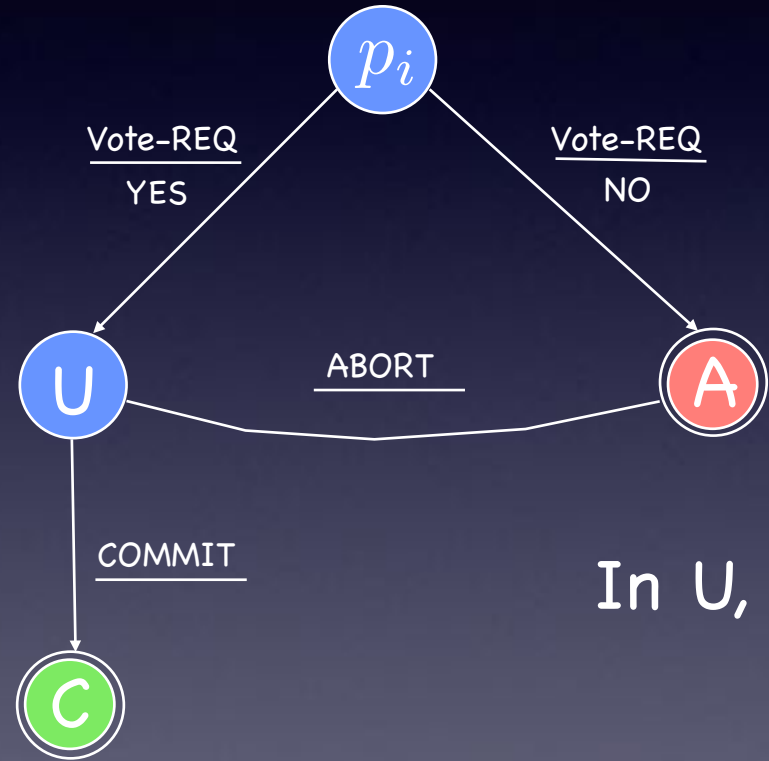 p_i
Vote-REQ
YES
Vote-REQ
NO
U
ABORT
A
COMMIT
In U,
C